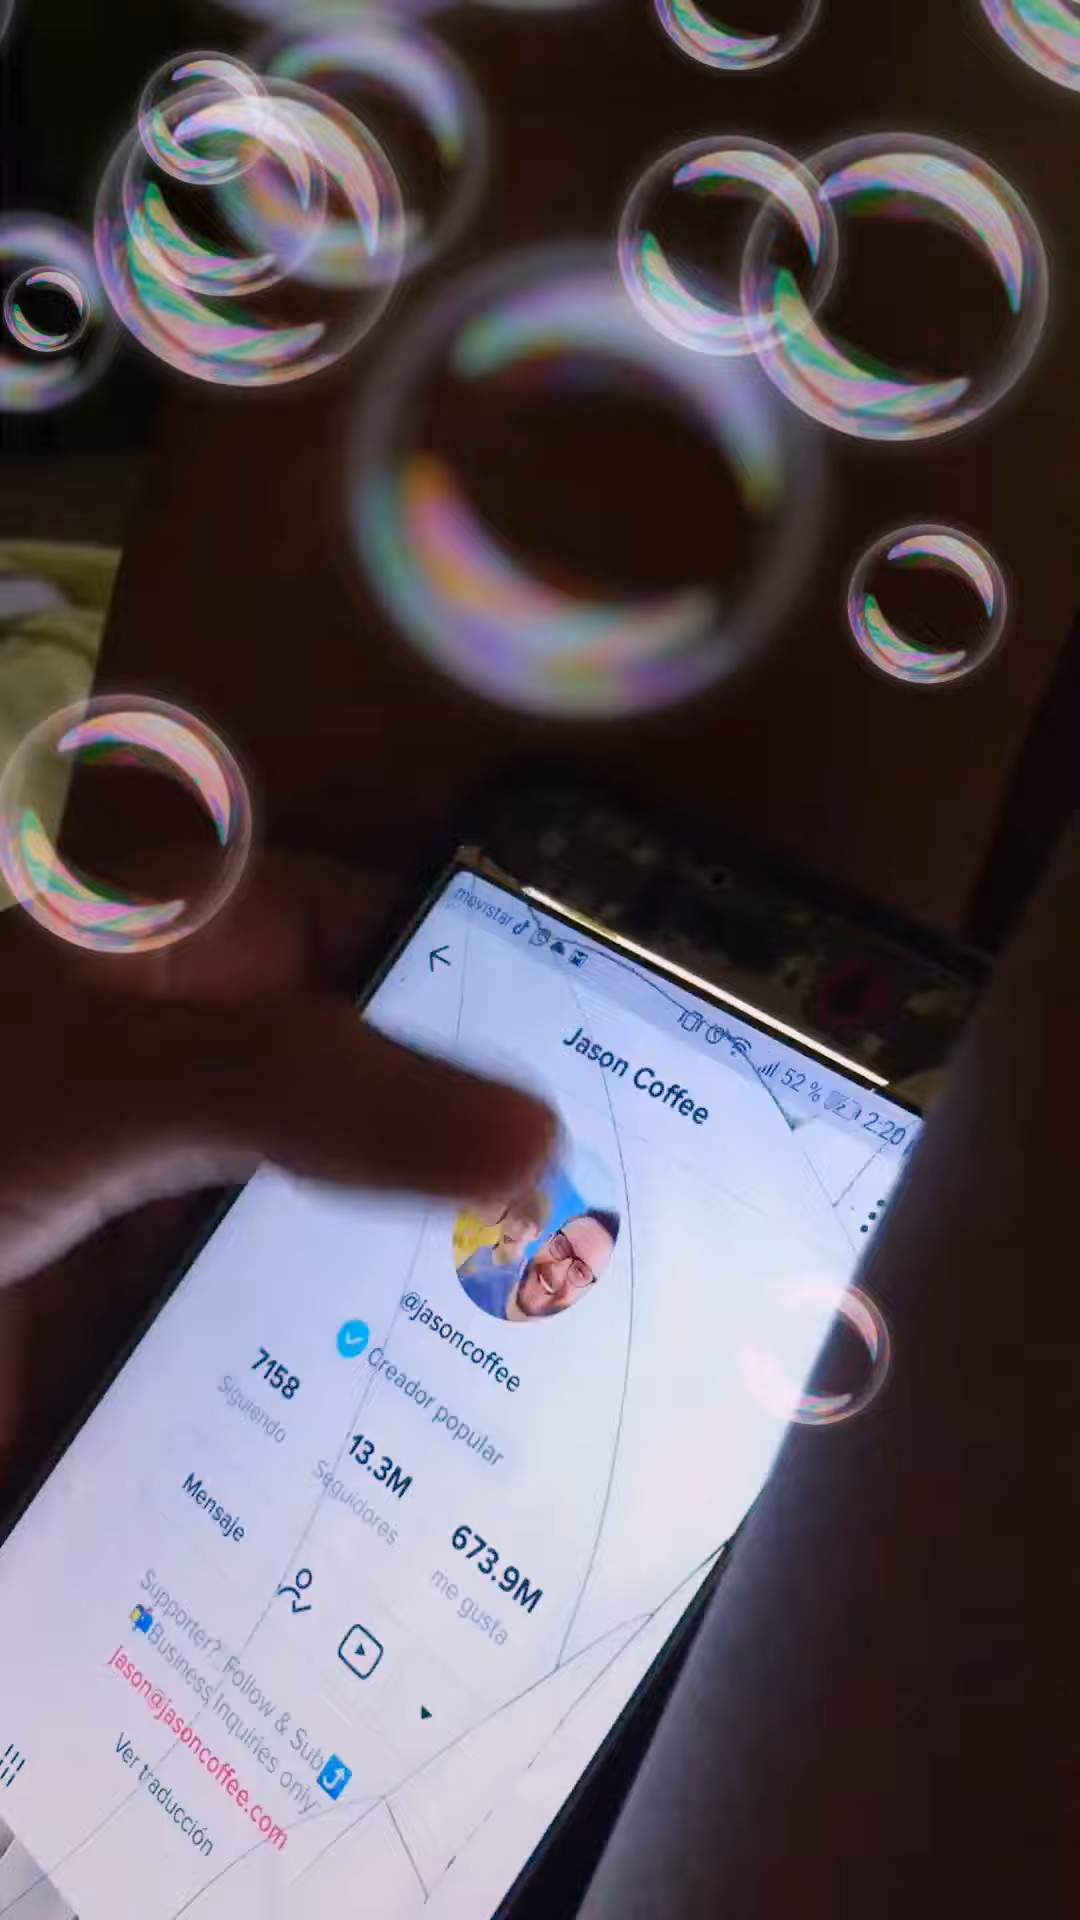 movistar
52 % 2:20
Jason Coffee
@jasoncoffee
Creador popular
7158
Siguiendo
13.3M
Seguidores
673.9M
me gusta
Mensaje
Supporter? Follow & Sub⤴️
📬Business Inquiries only
jason@jasoncoffee.com
Ver traducción